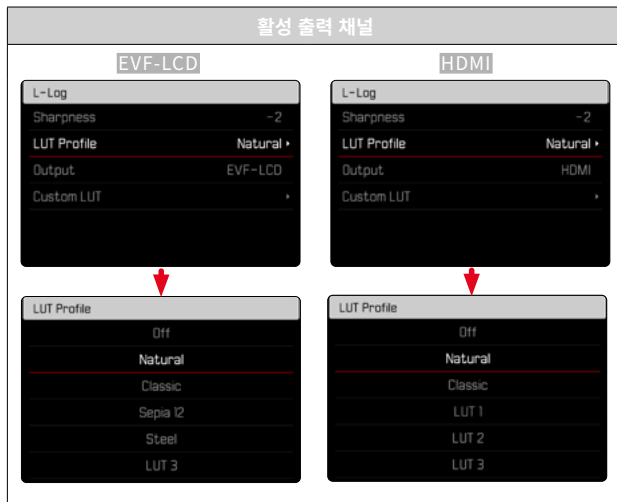 활성 출력 채널
EVF-LCD
L-Log
Sharpness -2
LUT Profile Natural
Output EVF-LCD
Custom LUT
LUT Profile
Off
Natural
Classic
Sepia 12
Steel
LUT 3
HDMI
L-Log
Sharpness -2
LUT Profile Natural
Output HDMI
Custom LUT
LUT Profile
Off
Natural
Classic
LUT 1
LUT 2
LUT 3